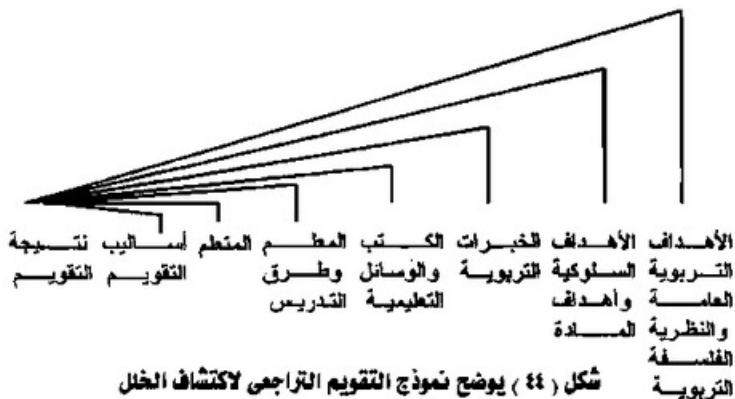 الأهداف
التربوية
العامة
والنظرية
الفلسفة
التربوية
الأهداف
السلوكية
وأهداف
المادة
الخبرات
التربوية
الكتب
والوسائل
التعليمية
المعلم
وطرق
التدريس
المتعلم
أساليب
التقويم
نتيجة
التقويم
شكل ( ٤٤ ) يوضح نموذج التقويم التراجعى لاكتشاف الخلل